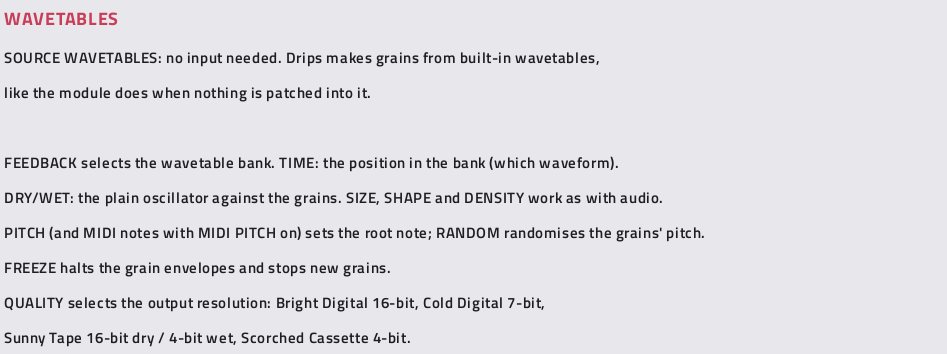 WAVETABLES
SOURCE WAVETABLES: no input needed. Drips makes grains from built-in wavetables,
like the module does when nothing is patched into it.
FEEDBACK selects the wavetable bank. TIME: the position in the bank (which waveform).
DRY/WET: the plain oscillator against the grains. SIZE, SHAPE and DENSITY work as with audio.
PITCH (and MIDI notes with MIDI PITCH on) sets the root note; RANDOM randomises the grains' pitch.
FREEZE halts the grain envelopes and stops new grains.
QUALITY selects the output resolution: Bright Digital 16-bit, Cold Digital 7-bit,
Sunny Tape 16-bit dry / 4-bit wet, Scorched Cassette 4-bit.